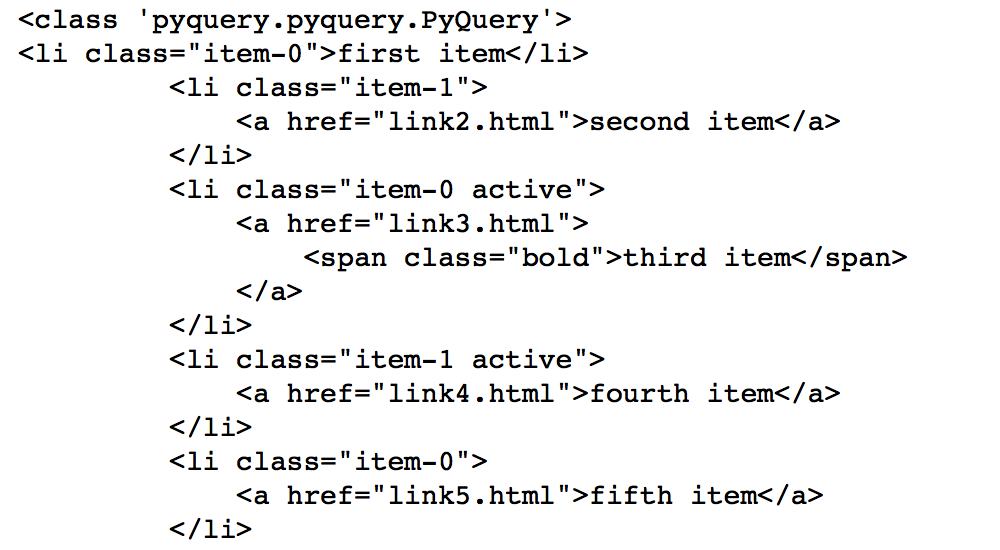 <class 'pyquery.pyquery.PyQuery'>
<li class="item-0">first item</li>
         <li class="item-1">
             <a href="link2.html">second item</a>
         </li>
         <li class="item-0 active">
             <a href="link3.html">
                 <span class="bold">third item</span>
             </a>
         </li>
         <li class="item-1 active">
             <a href="link4.html">fourth item</a>
         </li>
         <li class="item-0">
             <a href="link5.html">fifth item</a>
         </li>